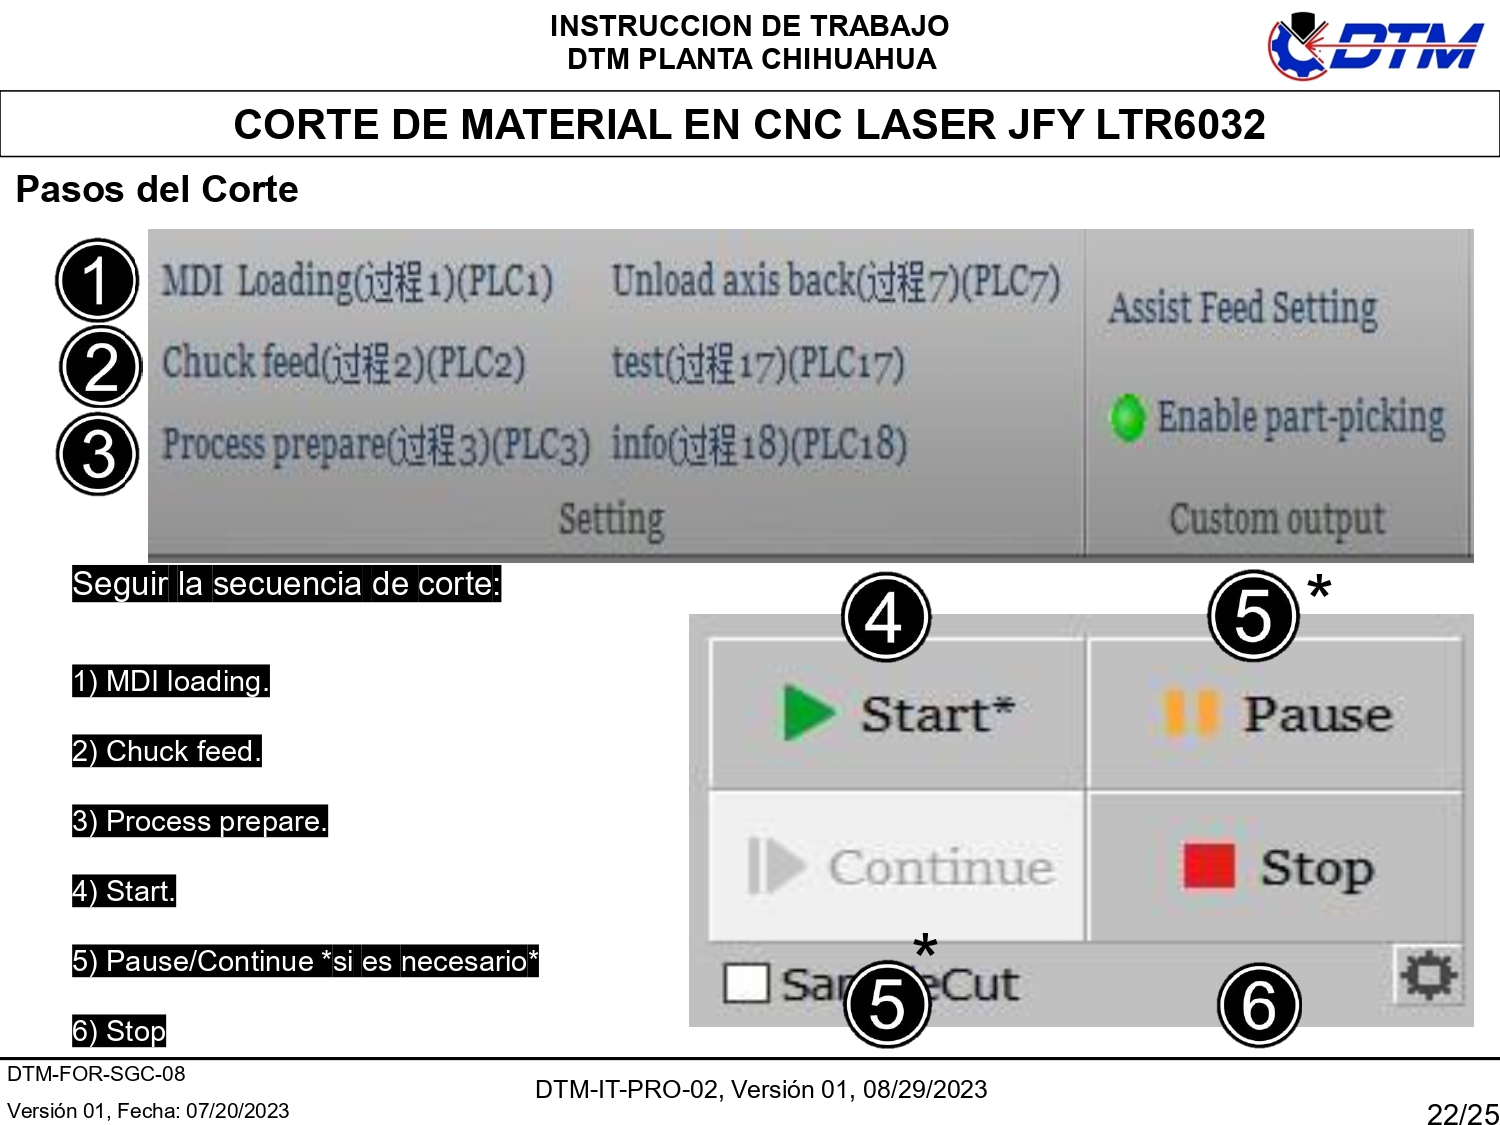 INSTRUCCION DE TRABAJO
DTM PLANTA CHIHUAHUA
DTM
CORTE DE MATERIAL EN CNC LASER JFY LTR6032
Pasos del Corte
1
MDI Loading(过程1)(PLC1) Unload axis back(过程7)(PLC7)
Assist Feed Setting
2
Chuck feed(过程2)(PLC2) test(过程17)(PLC17)
Enable part-picking
3
Process prepare(过程3)(PLC3) info(过程18)(PLC18)
Setting
Custom output
Seguir la secuencia de corte:
1) MDI loading.
2) Chuck feed.
3) Process prepare.
4) Start.
5) Pause/Continue *si es necesario*
6) Stop
4
5 *
Start*
Pause
Continue
Stop
*
5
6
DTM-FOR-SGC-08
Versión 01, Fecha: 07/20/2023
DTM-IT-PRO-02, Versión 01, 08/29/2023
22/25